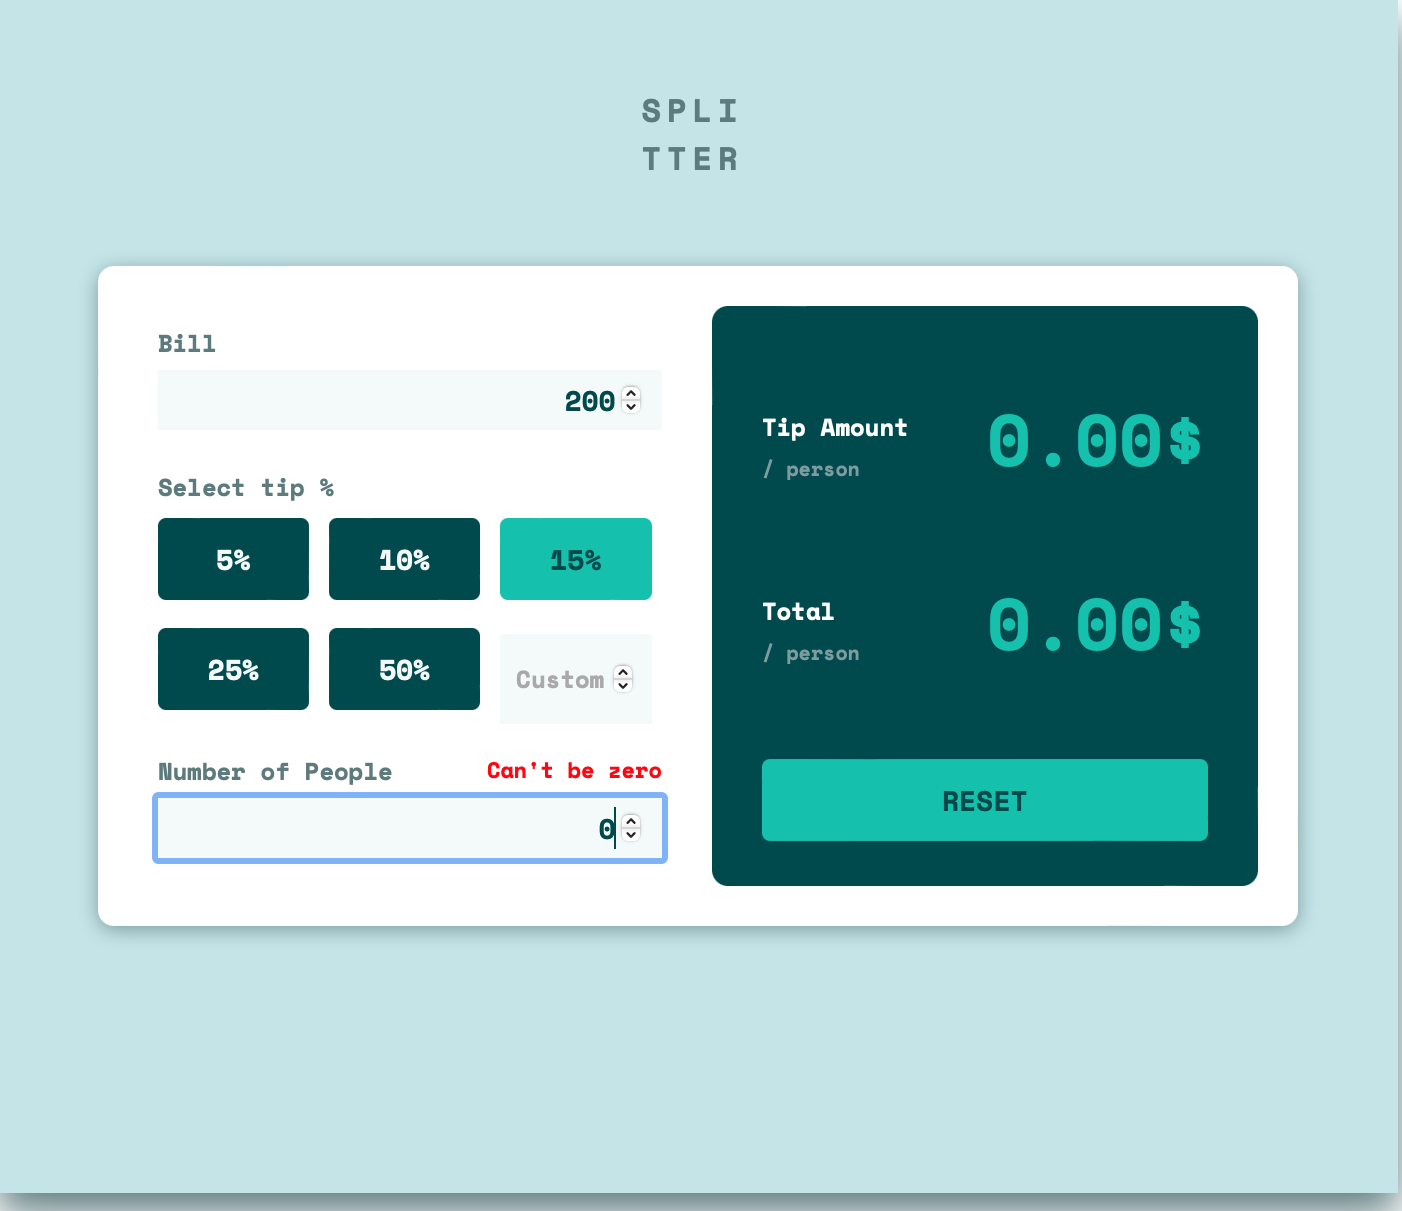 SPLI
TTER
Bill
200
Select tip %
5%
10%
15%
25%
50%
Custom
Number of People
Can't be zero
0
Tip Amount
/ person
0.00$
Total
/ person
0.00$
RESET